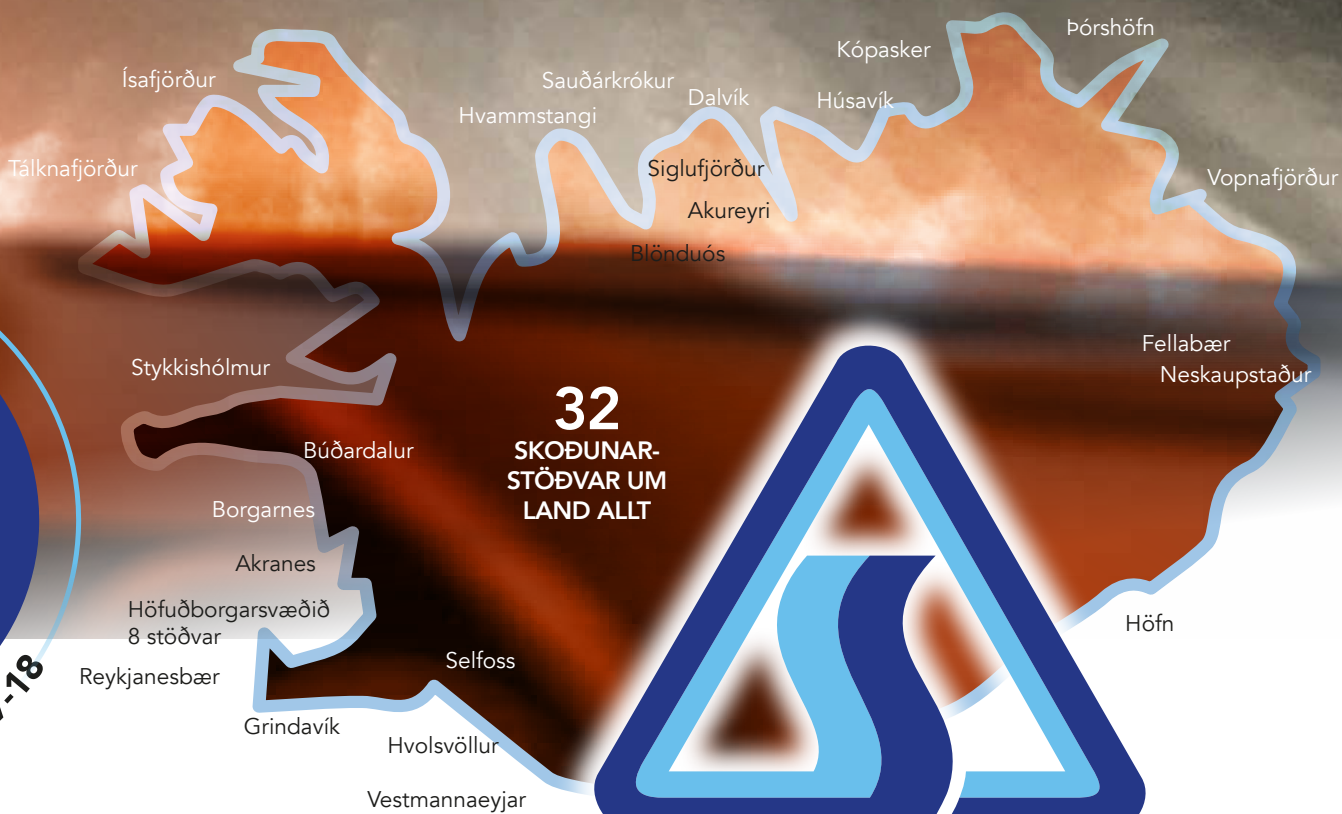 Þórshöfn
Kópasker
Ísafjörður
Sauðárkrókur
Dalvík
Húsavík
Hvammstangi
Tálknafjörður
Siglufjörður
Vopnafjörður
Akureyri
Blönduós
Fellabær
Stykkishólmur
Neskaupstaður
32
SKOÐUNAR-
STÖÐVAR UM
LAND ALLT
Búðardalur
Borgarnes
Akranes
Höfuðborgarsvæðið
8 stöðvar
Höfn
Selfoss
Reykjanesbær
-18
Grindavík
Hvolsvöllur
Vestmannaeyjar